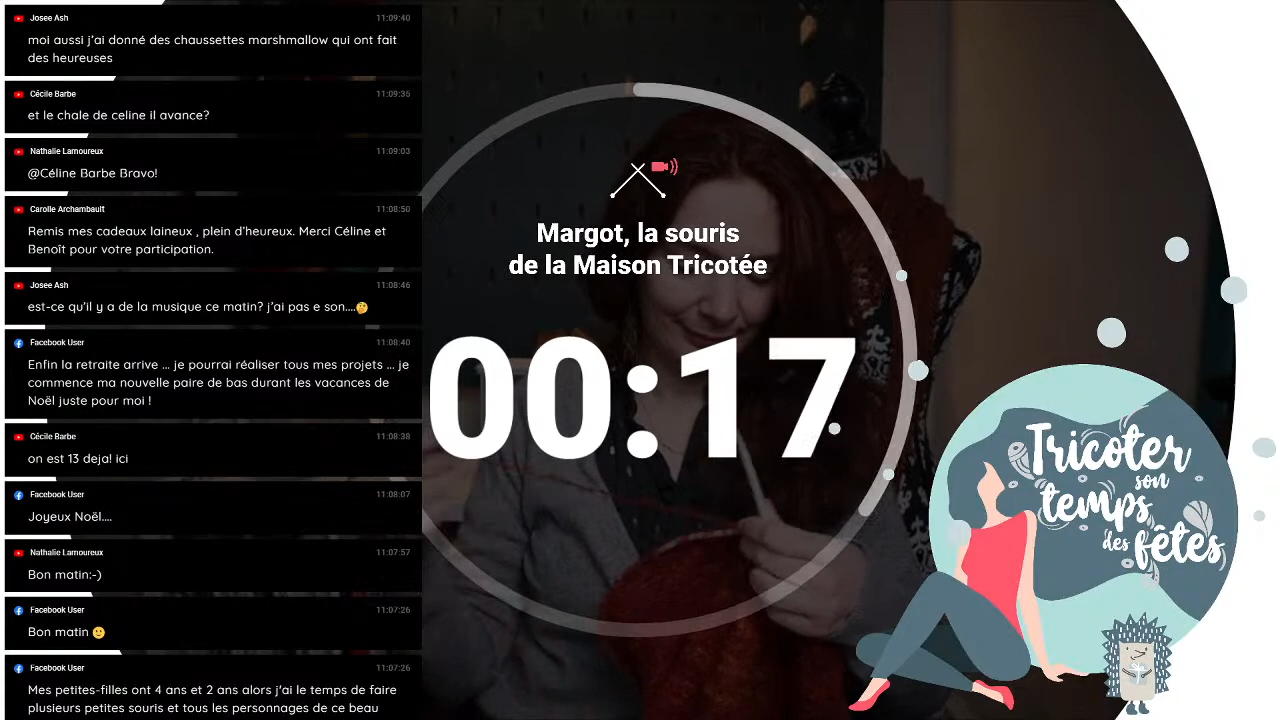 Josee Ash 11:09:40
moi aussi j'ai donné des chaussettes marshmallow qui ont fait
des heureuses
Cécile Barbe 11:09:35
et le chale de celine il avance?
Nathalie Lamoureux 11:09:03
@Céline Barbe Bravo!
Carolle Archambault 11:08:50
Remis mes cadeaux laineux , plein d'heureux. Merci Céline et
Benoît pour votre participation.
Josee Ash 11:08:46
est-ce qu'il y a de la musique ce matin? j'ai pas e son....🤔
Facebook User 11:08:40
Enfin la retraite arrive ... je pourrai réaliser tous mes projets ... je
commence ma nouvelle paire de bas durant les vacances de
Noël juste pour moi !
Cécile Barbe 11:08:38
on est 13 deja! ici
Facebook User 11:08:07
Joyeux Noël....
Nathalie Lamoureux 11:07:57
Bon matin:-)
Facebook User 11:07:26
Bon matin 🙂
Facebook User 11:07:26
Mes petites-filles ont 4 ans et 2 ans alors j'ai le temps de faire
plusieurs petites souris et tous les personnages de ce beau
Margot, la souris
de la Maison Tricotée
00:17
Tricoter
son
temps
des fêtes